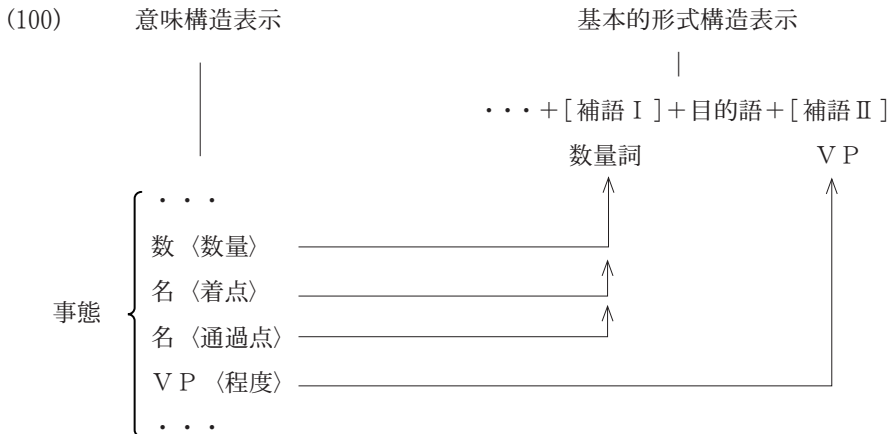 (100) 意味構造表示 基本的形式構造表示
・・・＋[ 補語Ⅰ ]＋目的語＋[ 補語Ⅱ ]
数量詞 ＶＰ
・・・
数〈数量〉
名〈着点〉
事態
名〈通過点〉
ＶＰ〈程度〉
・・・